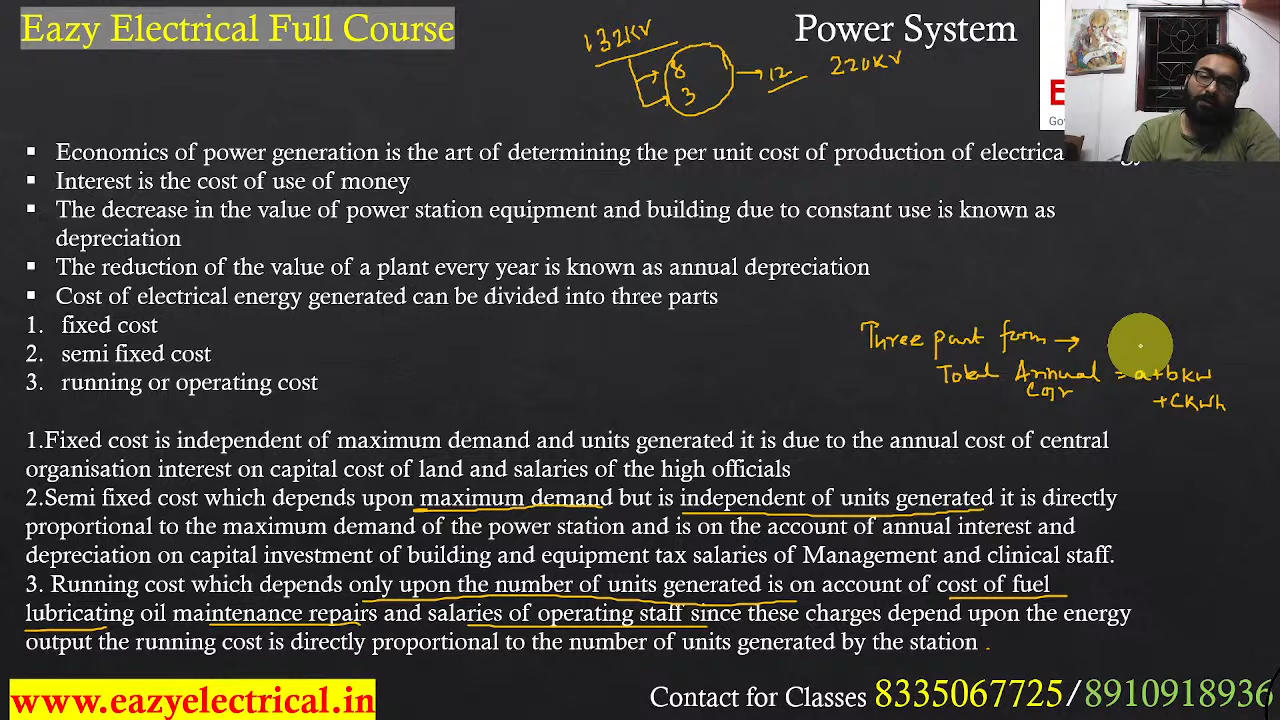 Eazy Electrical Full Course
Power System
132KV
8
3
12
220KV
E
Gov
Economics of power generation is the art of determining the per unit cost of production of electrica
Interest is the cost of use of money
The decrease in the value of power station equipment and building due to constant use is known as
depreciation
The reduction of the value of a plant every year is known as annual depreciation
Cost of electrical energy generated can be divided into three parts
1. fixed cost
2. semi fixed cost
3. running or operating cost
Three part form →
Total Annual = a+bkw
Cost +CKWh
1.Fixed cost is independent of maximum demand and units generated it is due to the annual cost of central
organisation interest on capital cost of land and salaries of the high officials
2.Semi fixed cost which depends upon maximum demand but is independent of units generated it is directly
proportional to the maximum demand of the power station and is on the account of annual interest and
depreciation on capital investment of building and equipment tax salaries of Management and clinical staff.
3. Running cost which depends only upon the number of units generated is on account of cost of fuel
lubricating oil maintenance repairs and salaries of operating staff since these charges depend upon the energy
output the running cost is directly proportional to the number of units generated by the station .
www.eazyelectrical.in
Contact for Classes 8335067725/8910918936